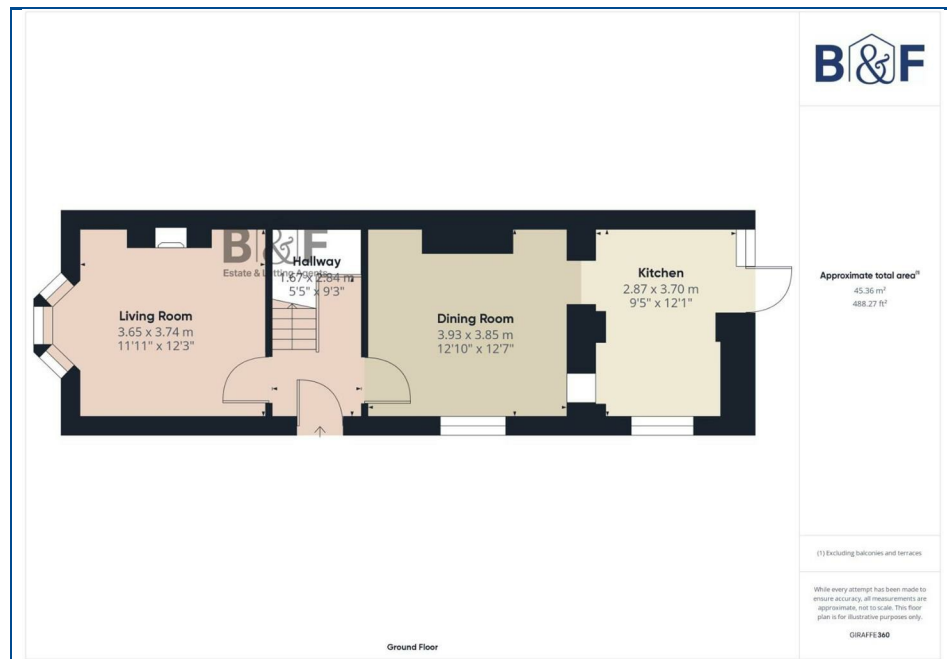 B&F
B&F
Estate & Letting Agents
Hallway
1.67 x 2.84 m
5'5" x 9'3"
Living Room
3.65 x 3.74 m
11'11" x 12'3"
Dining Room
3.93 x 3.85 m
12'10" x 12'7"
Kitchen
2.87 x 3.70 m
9'5" x 12'1"
Approximate total area(1)
45.36 m²
488.27 ft²
(1) Excluding balconies and terraces
While every attempt has been made to
ensure accuracy, all measurements are
approximate, not to scale. This floor
plan is for illustrative purposes only.
GIRAFFE360
Ground Floor